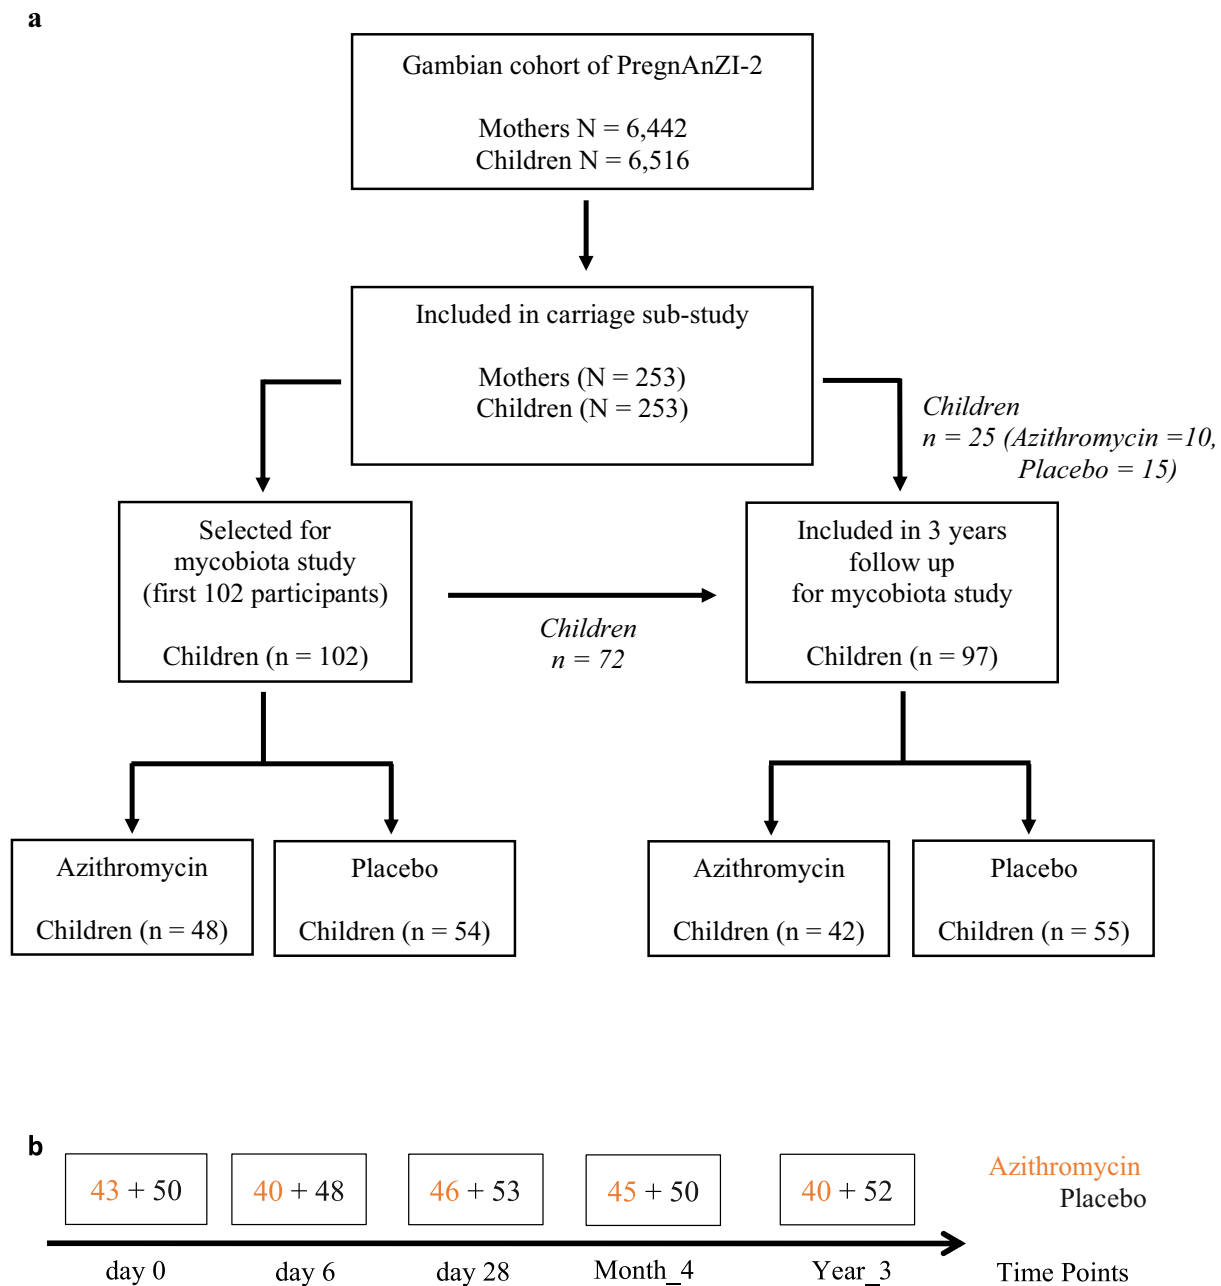 a
Gambian cohort of PregnAnZI-2
Mothers N = 6,442
Children N = 6,516
Included in carriage sub-study
Mothers (N = 253)
Children (N = 253)
Children
n = 25 (Azithromycin =10,
Placebo = 15)
Selected for
mycobiota study
(first 102 participants)
Children (n = 102)
Children
n = 72
Included in 3 years
follow up
for mycobiota study
Children (n = 97)
Azithromycin
Children (n = 48)
Placebo
Children (n = 54)
Azithromycin
Children (n = 42)
Placebo
Children (n = 55)
b
43 + 50
40 + 48
46 + 53
45 + 50
40 + 52
Azithromycin
Placebo
day 0
day 6
day 28
Month_4
Year_3
Time Points